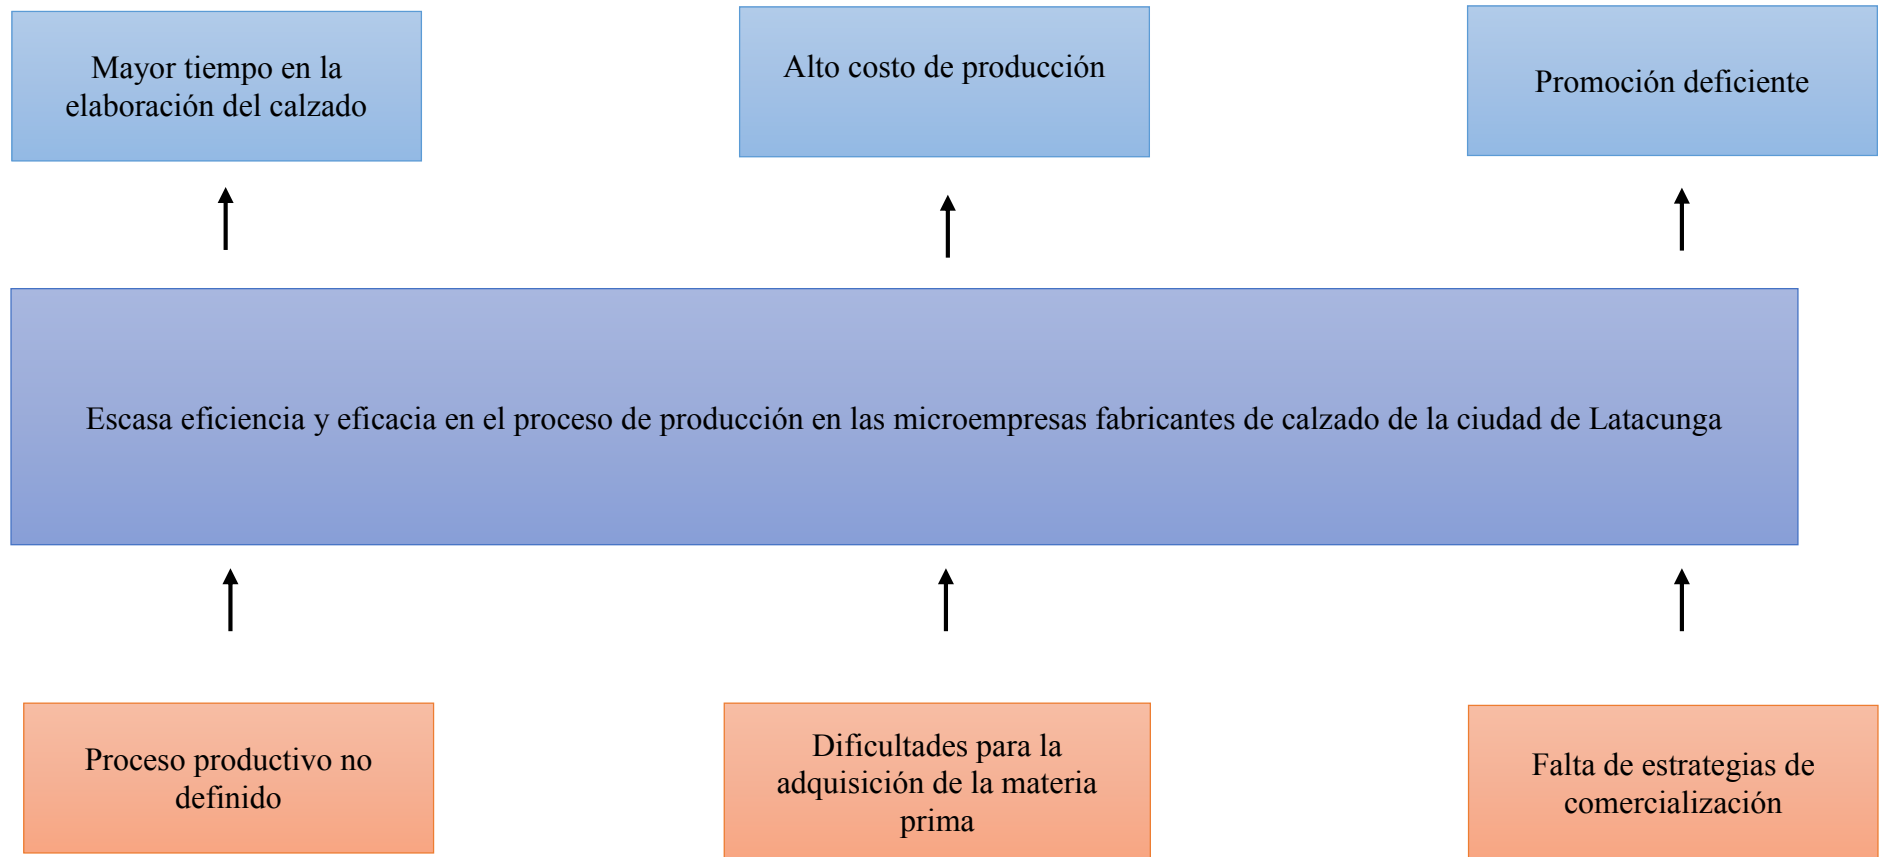 Mayor tiempo en la
elaboración del calzado
Alto costo de producción
Promoción deficiente
Escasa eficiencia y eficacia en el proceso de producción en las microempresas fabricantes de calzado de la ciudad de Latacunga
Proceso productivo no
definido
Dificultades para la
adquisición de la materia
prima
Falta de estrategias de
comercialización